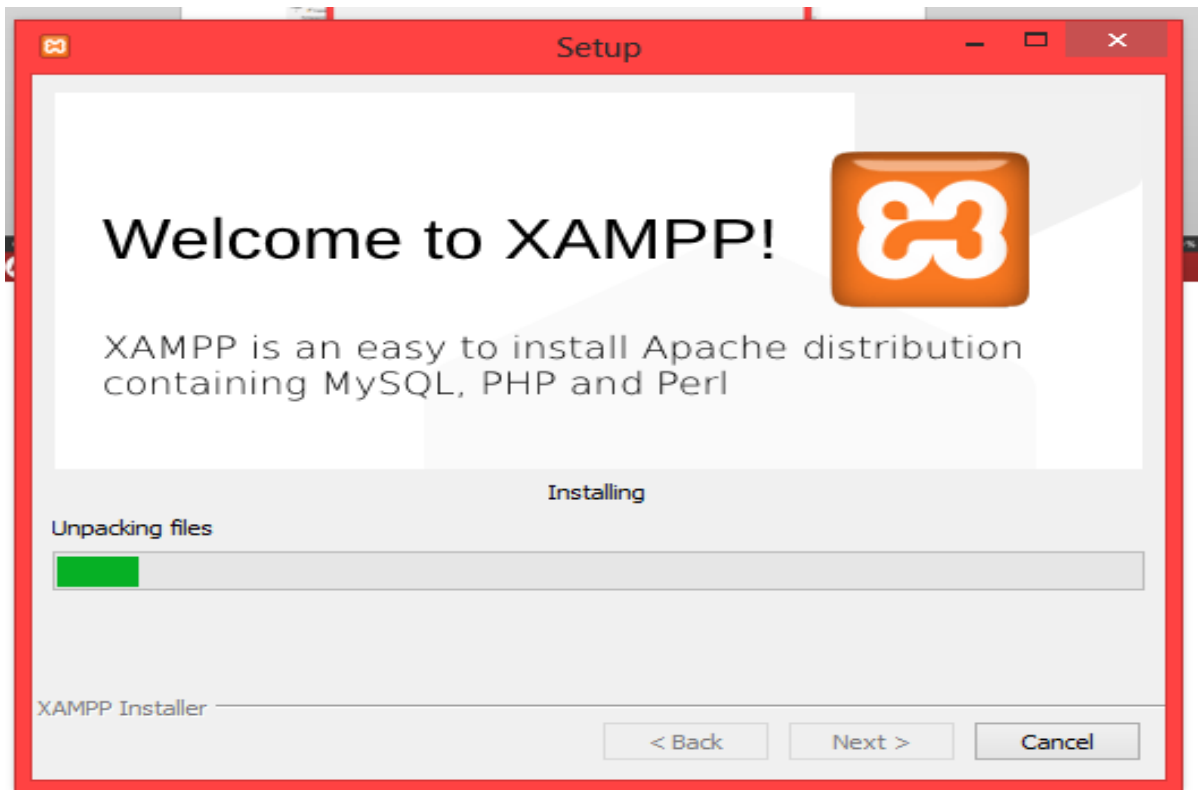 Setup
Welcome to XAMPP!
XAMPP is an easy to install Apache distribution
containing MySQL, PHP and Perl
Installing
Unpacking files
XAMPP Installer
< Back
Next >
Cancel